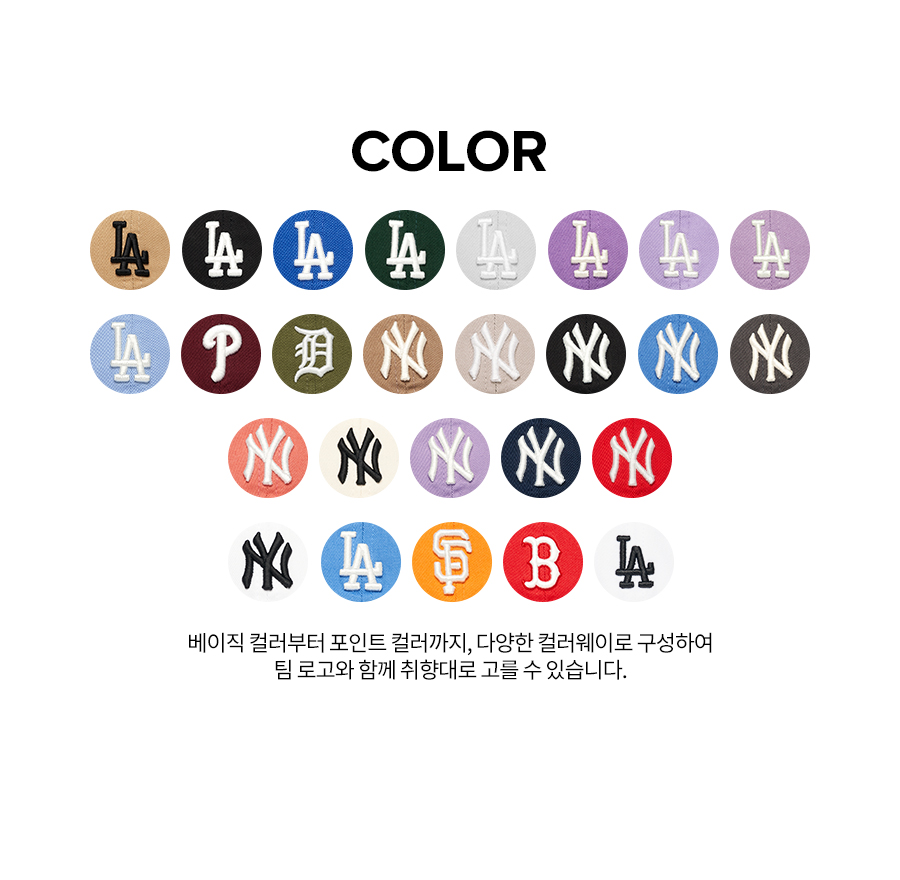 COLOR
LA LA LA LA LA LA LA LA
LA P D NY NY NY NY NY
NY NY NY NY NY
NY LA SF B LA
베이직 컬러부터 포인트 컬러까지, 다양한 컬러웨이로 구성하여
팀 로고와 함께 취향대로 고를 수 있습니다.